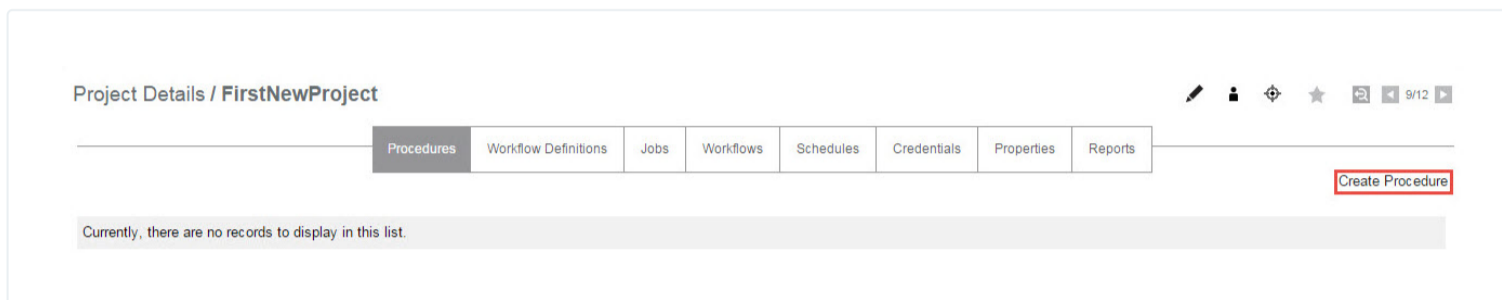 Project Details / FirstNewProject
9/12
Procedures Workflow Definitions Jobs Workflows Schedules Credentials Properties Reports
Create Procedure
Currently, there are no records to display in this list.